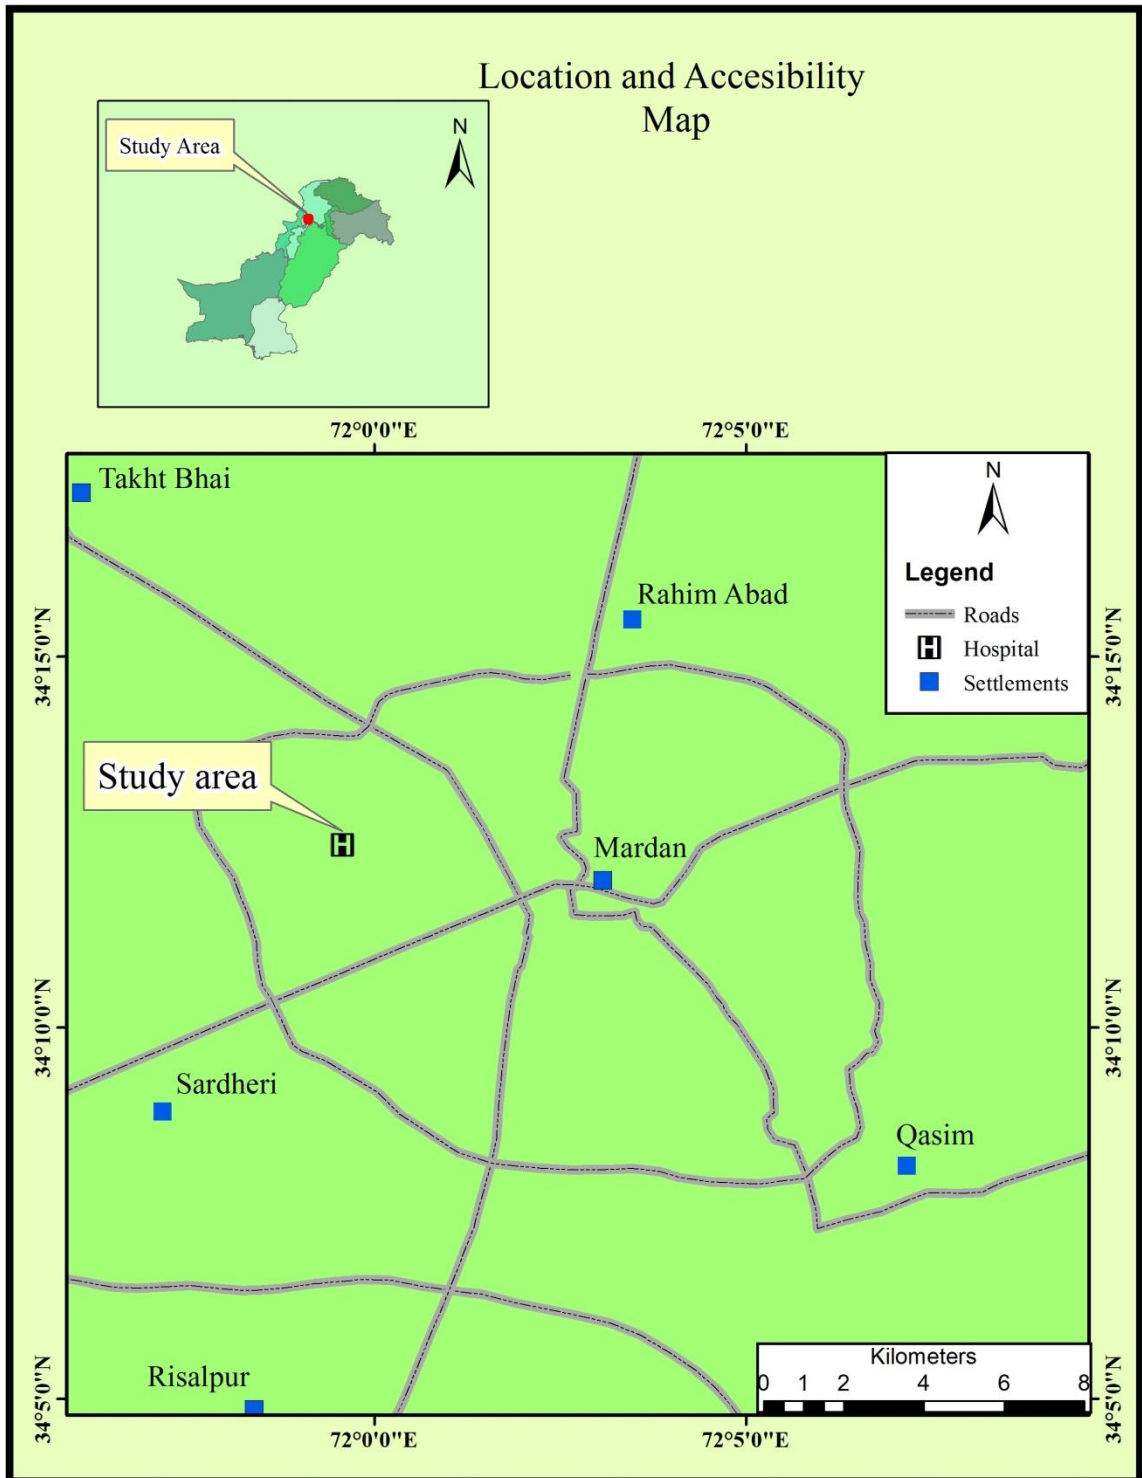 Location and Accesibility
Map
Study Area
N
72°0'0"E
72°5'0"E
Takht Bhai
N
Legend
Roads
Hospital
Settlements
Rahim Abad
34°15'0"N
34°15'0"N
Study area
H
H
Mardan
34°10'0"N
34°10'0"N
Sardheri
Qasim
Risalpur
Kilometers
0 1 2 4 6 8
34°5'0"N
34°5'0"N
72°0'0"E
72°5'0"E